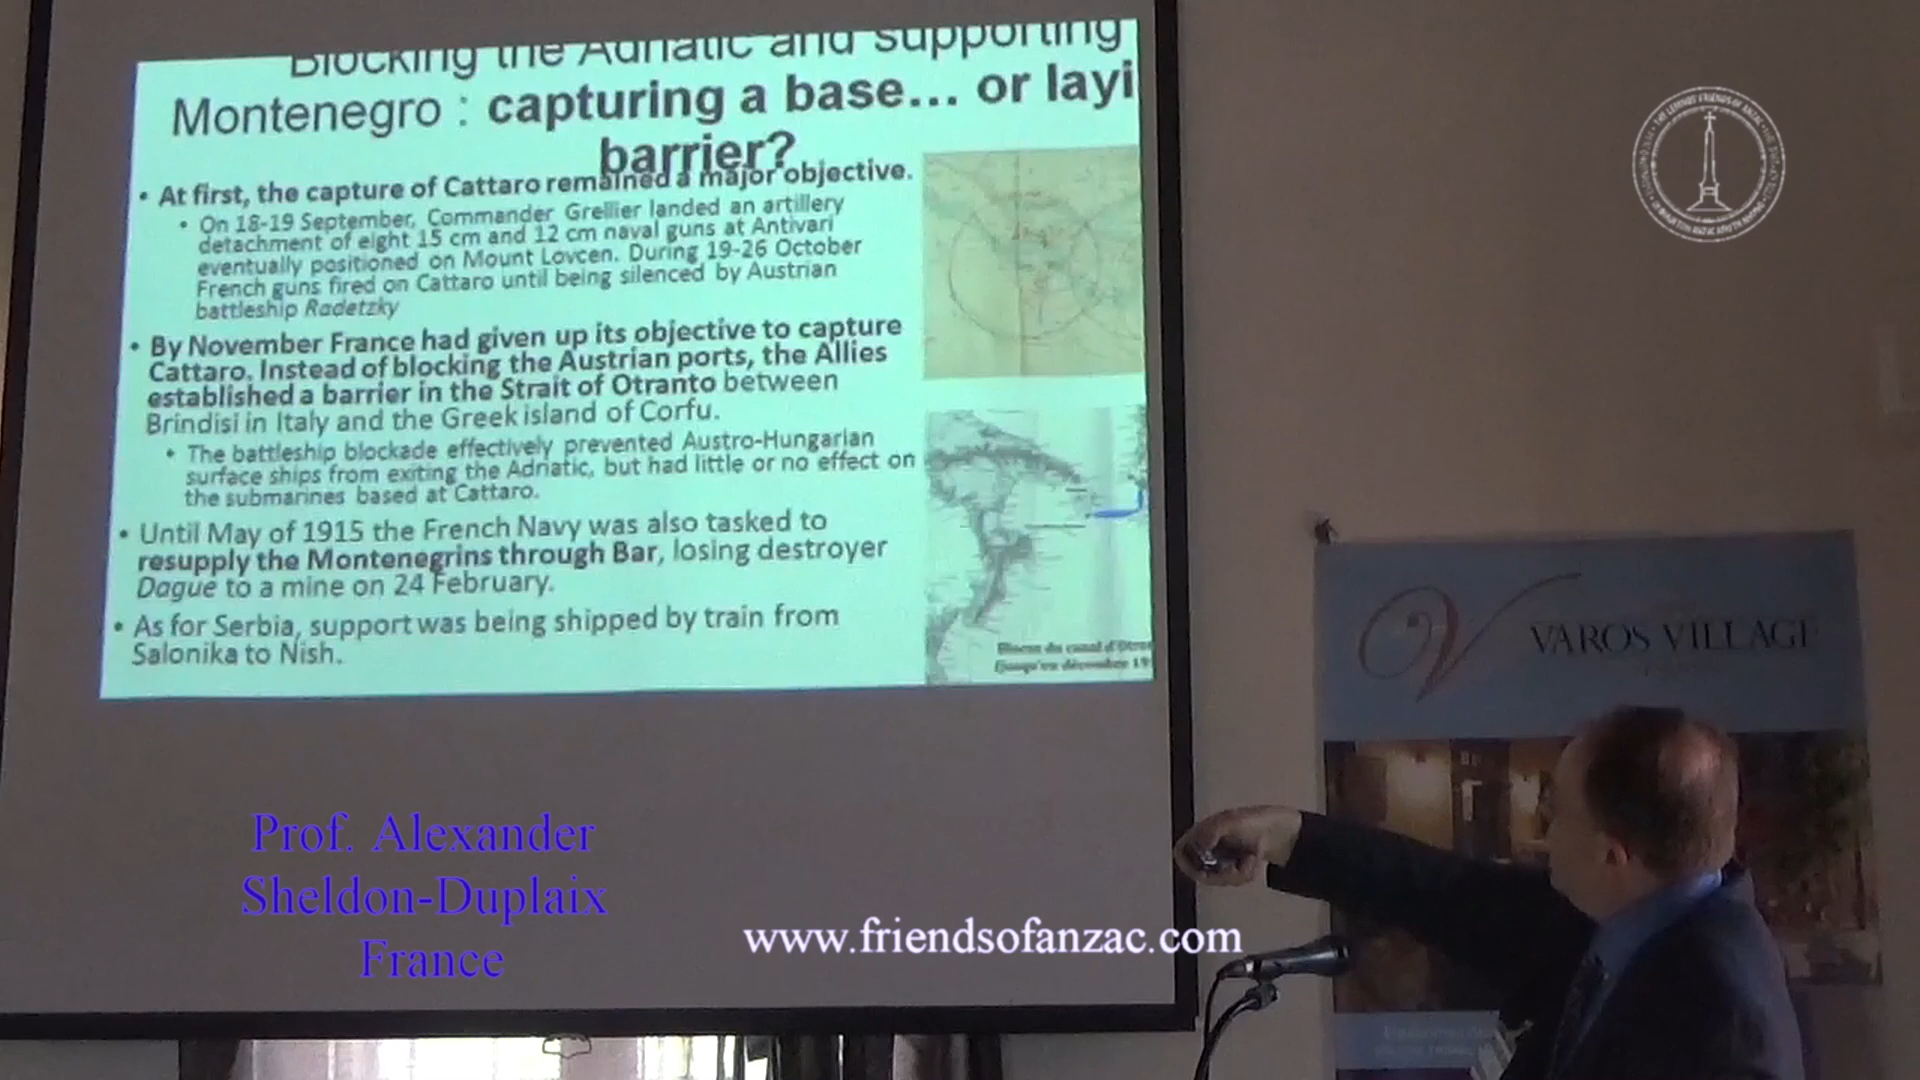 Blocking the Adriatic and supporting
Montenegro : capturing a base... or layi
barrier?
• At first, the capture of Cattaro remained a major objective.
• On 18-19 September, Commander Grellier landed an artillery
detachment of eight 15 cm and 12 cm naval guns at Antivari
eventually positioned on Mount Lovcen. During 19-26 October
French guns fired on Cattaro until being silenced by Austrian
battleship Radetzky
• By November France had given up its objective to capture
Cattaro. Instead of blocking the Austrian ports, the Allies
established a barrier in the Strait of Otranto between
Brindisi in Italy and the Greek island of Corfu.
• The battleship blockade effectively prevented Austro-Hungarian
surface ships from exiting the Adriatic, but had little or no effect on
the submarines based at Cattaro.
• Until May of 1915 the French Navy was also tasked to
resupply the Montenegrins through Bar, losing destroyer
Dague to a mine on 24 February.
• As for Serbia, support was being shipped by train from
Salonika to Nish.
Blocus du canal d'Otran
(jusqu'en décembre 19
VAROS VILLAGE
Prof. Alexander
Sheldon-Duplaix
France
www.friendsofanzac.com